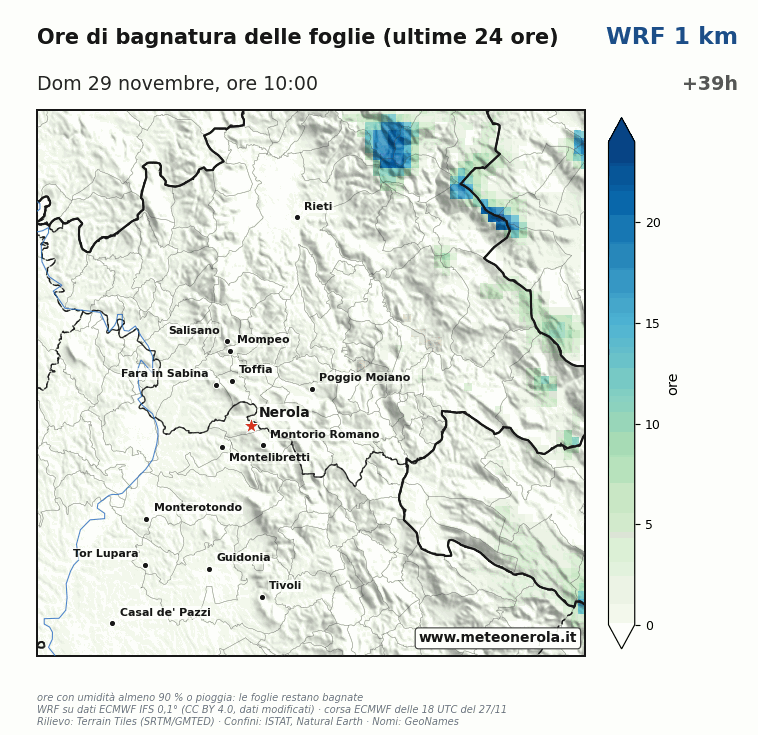 Ore di bagnatura delle foglie (ultime 24 ore)
WRF 1 km
Dom 29 novembre, ore 10:00
+39h
Rieti
Salisano
Mompeo
Toffia
Fara in Sabina
Poggio Moiano
Nerola
Montorio Romano
Montelibretti
Monterotondo
Tor Lupara
Guidonia
Tivoli
Casal de' Pazzi
www.meteonerola.it
20
15
10
5
0
ore
ore con umidità almeno 90 % o pioggia: le foglie restano bagnate
WRF su dati ECMWF IFS 0,1° (CC BY 4.0, dati modificati) · corsa ECMWF delle 18 UTC del 27/11
Rilievo: Terrain Tiles (SRTM/GMTED) · Confini: ISTAT, Natural Earth · Nomi: GeoNames